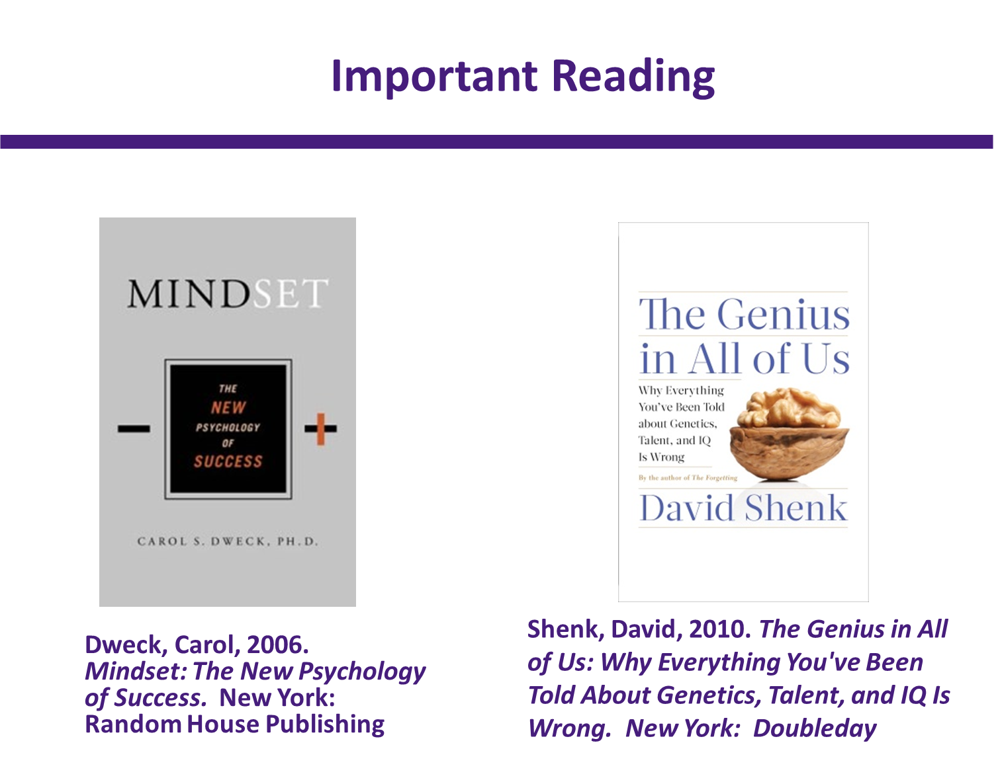 Important Reading
MINDSET
THE
NEW
PSYCHOLOGY
OF
SUCCESS
CAROL S. DWECK, PH.D.
Dweck, Carol, 2006.
Mindset: The New Psychology
of Success.  New York:
Random House Publishing
The Genius
in All of Us
Why Everything
You've Been Told
about Genetics,
Talent, and IQ
Is Wrong
By the author of The Forgetting
David Shenk
Shenk, David, 2010. The Genius in All
of Us: Why Everything You've Been
Told About Genetics, Talent, and IQ Is
Wrong.  New York:  Doubleday